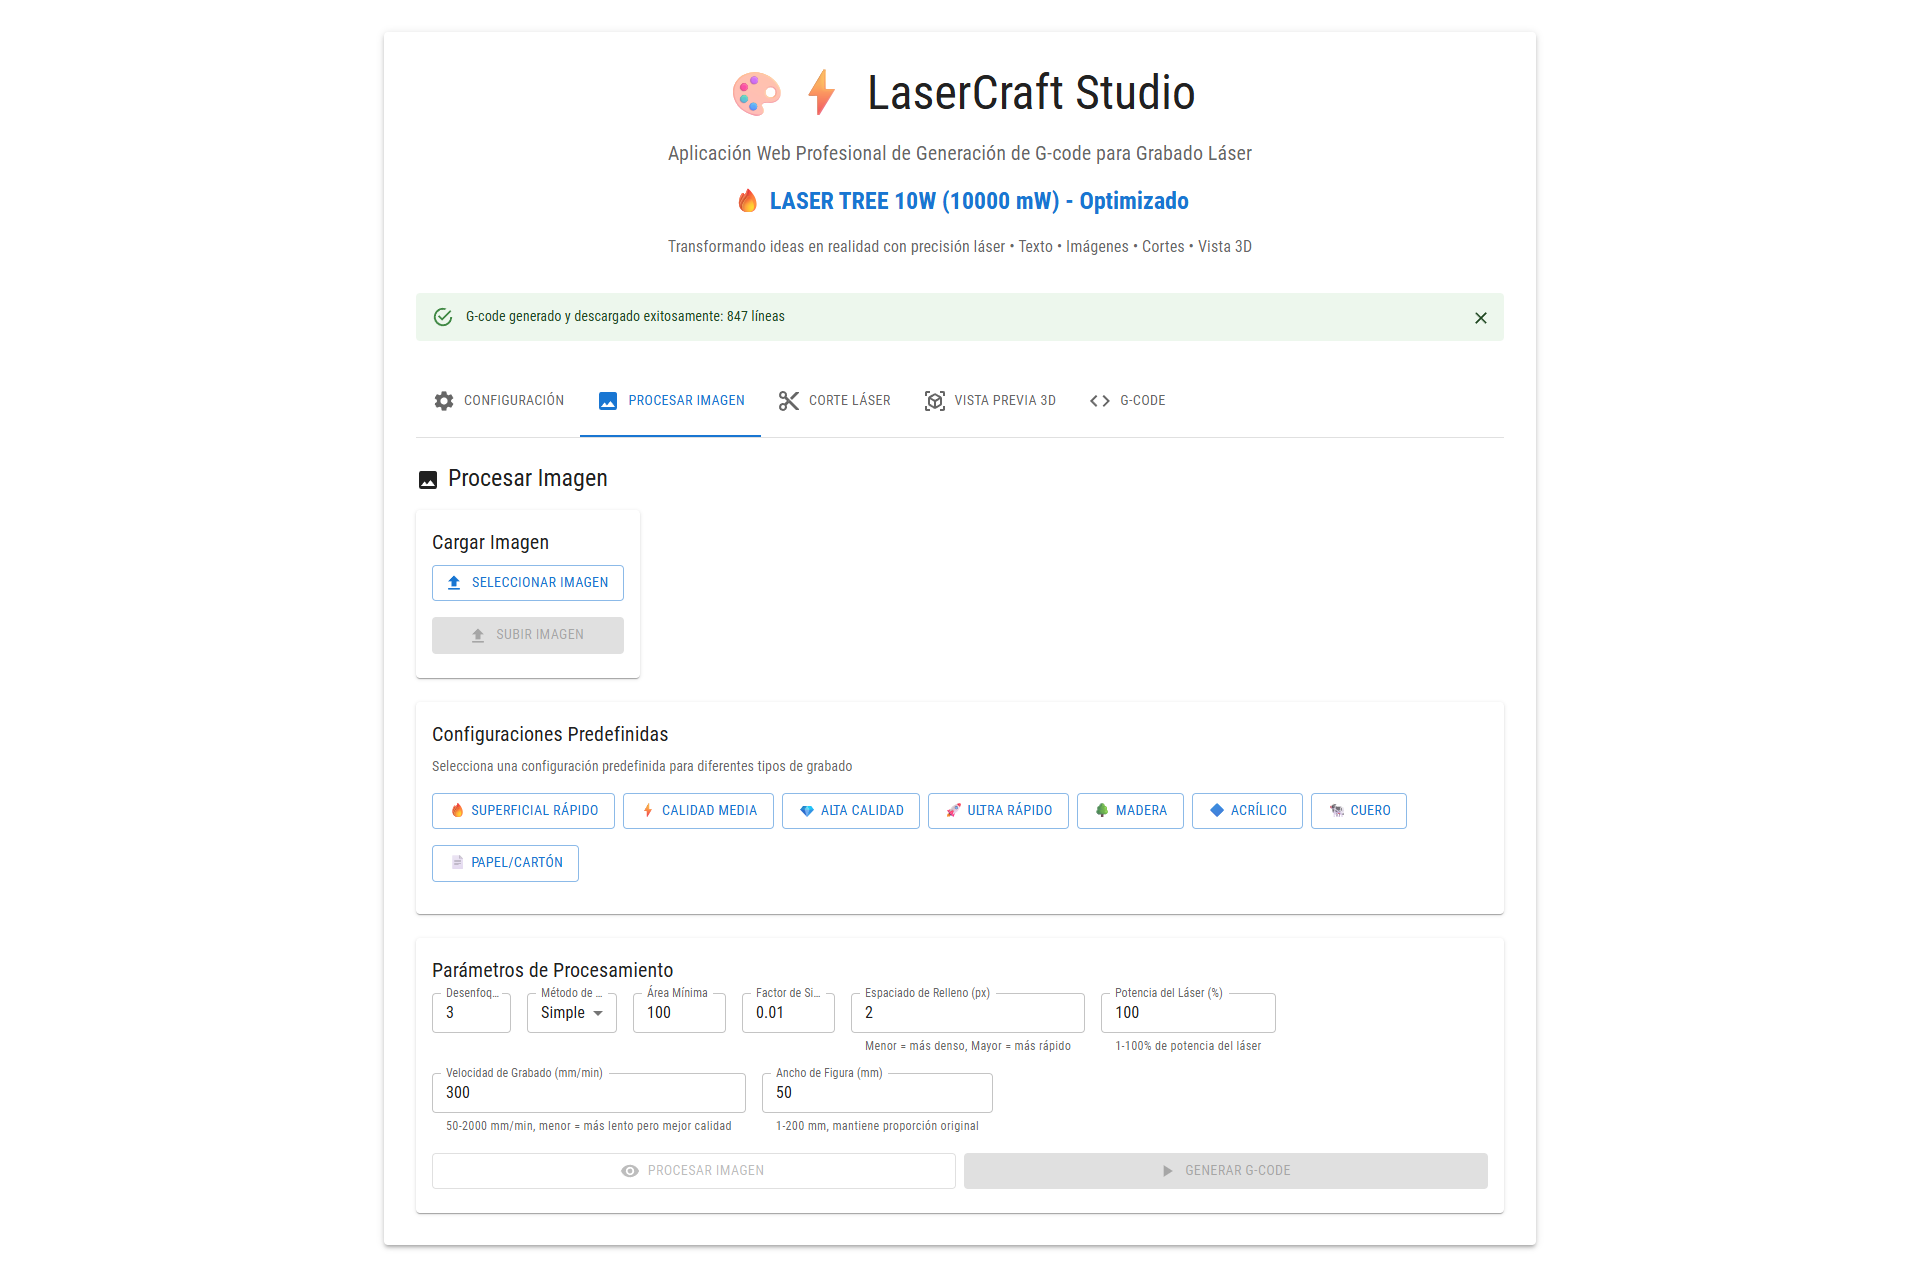 LaserCraft Studio
Aplicación Web Profesional de Generación de G-code para Grabado Láser
LASER TREE 10W (10000 mW) - Optimizado
Transformando ideas en realidad con precisión láser • Texto • Imágenes • Cortes • Vista 3D
G-code generado y descargado exitosamente: 847 líneas
CONFIGURACIÓN PROCESAR IMAGEN CORTE LÁSER VISTA PREVIA 3D G-CODE
Procesar Imagen
Cargar Imagen
SELECCIONAR IMAGEN
SUBIR IMAGEN
Configuraciones Predefinidas
Selecciona una configuración predefinida para diferentes tipos de grabado
SUPERFICIAL RÁPIDO CALIDAD MEDIA ALTA CALIDAD ULTRA RÁPIDO MADERA ACRÍLICO CUERO
PAPEL/CARTÓN
Parámetros de Procesamiento
Desenfoq... Método de ... Área Mínima Factor de Si... Espaciado de Relleno (px) Potencia del Láser (%)
3 Simple 100 0.01 2 100
Menor = más denso, Mayor = más rápido 1-100% de potencia del láser
Velocidad de Grabado (mm/min) Ancho de Figura (mm)
300 50
50-2000 mm/min, menor = más lento pero mejor calidad 1-200 mm, mantiene proporción original
PROCESAR IMAGEN GENERAR G-CODE